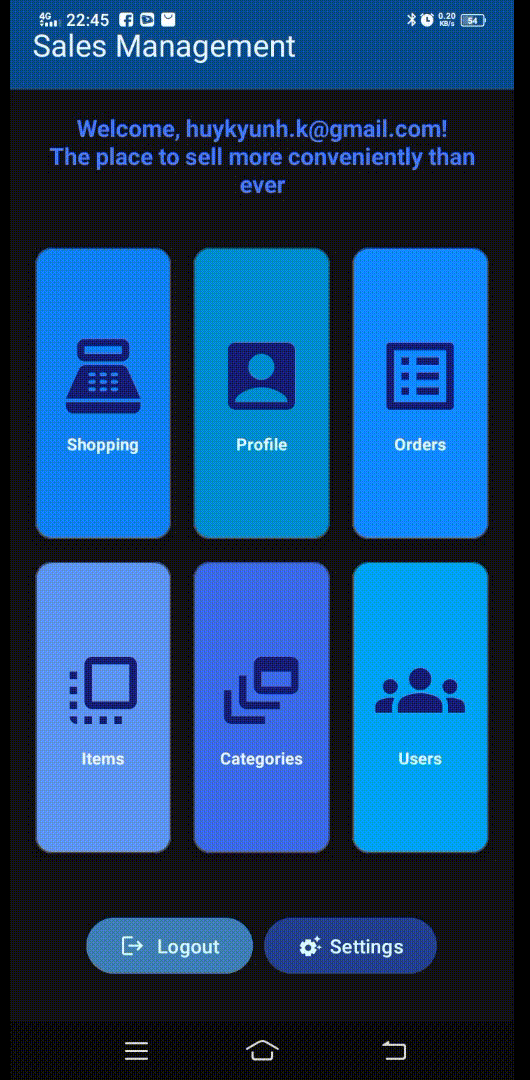 4G 22:45 0.20 KB/s 54
Sales Management
Welcome, huykyunh.k@gmail.com!
The place to sell more conveniently than
ever
Shopping Profile Orders
Items Categories Users
Logout Settings